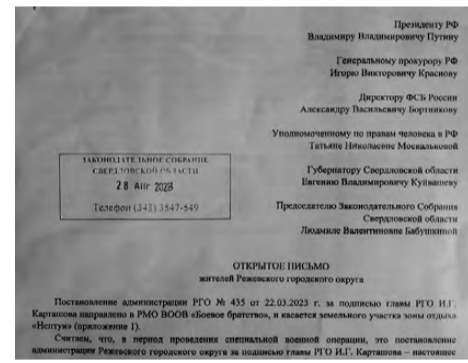 Президенту РФ
Владимиру Владимировичу Путину
Генеральному прокурору РФ
Игорю Викторовичу Краснову
Директору ФСБ России
Александру Васильевичу Бортникову
Уполномоченному по правам человека в РФ
Татьяне Николаевне Москальковой
ЗАКОНОДАТЕЛЬНОЕ СОБРАНИЕ
СВЕРДЛОВСКОЙ ОБЛАСТИ
28 АПР 2023
Телефон (343) 3547-549
Губернатору Свердловской области
Евгению Владимировичу Куйвашеву
Председателю Законодательного Собрания
Свердловской области
Людмиле Валентиновне Бабушкиной
ОТКРЫТОЕ ПИСЬМО
жителей Режевского городского округа
Постановление администрации РГО № 435 от 22.03.2023 г. за подписью главы РГО И.Г.
Карташова направлено в РМО ВООВ «Боевое братство», и касается земельного участка зоны отдыха
«Нептун» (приложение 1).
Считаем, что, в период проведения специальной военной операции, это постановление
администрации Режевского городского округа за подписью главы РГО И.Г. Карташова – настоящее